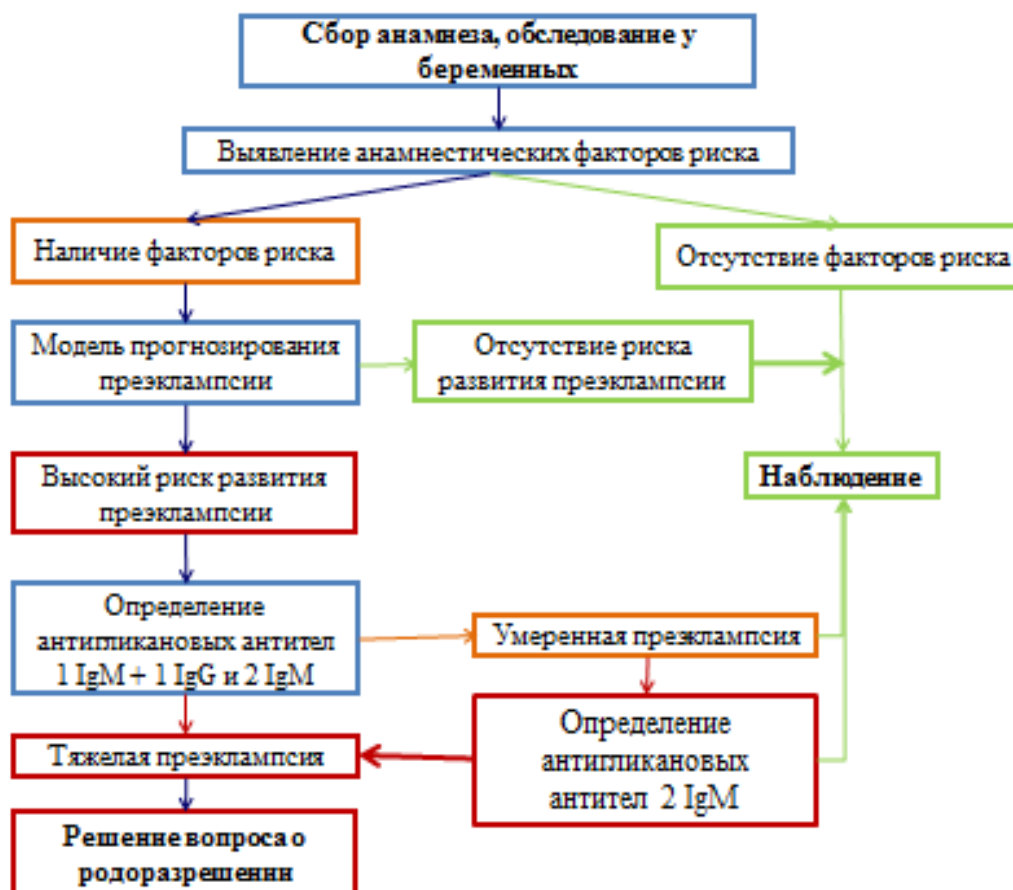 Сбор анамнеза, обследование у
беременных
Выявление анамнестических факторов риска
Наличие факторов риска
Отсутствие факторов риска
Модель прогнозирования
преэклампсии
Отсутствие риска
развития преэклампсии
Высокий риск развития
преэклампсии
Наблюдение
Определение
антигликановых антител
1 IgM + 1 IgG и 2 IgM
Умеренная преэклампсия
Тяжелая преэклампсия
Определение
антигликановых
антител 2 IgM
Решение вопроса о
родоразрешении